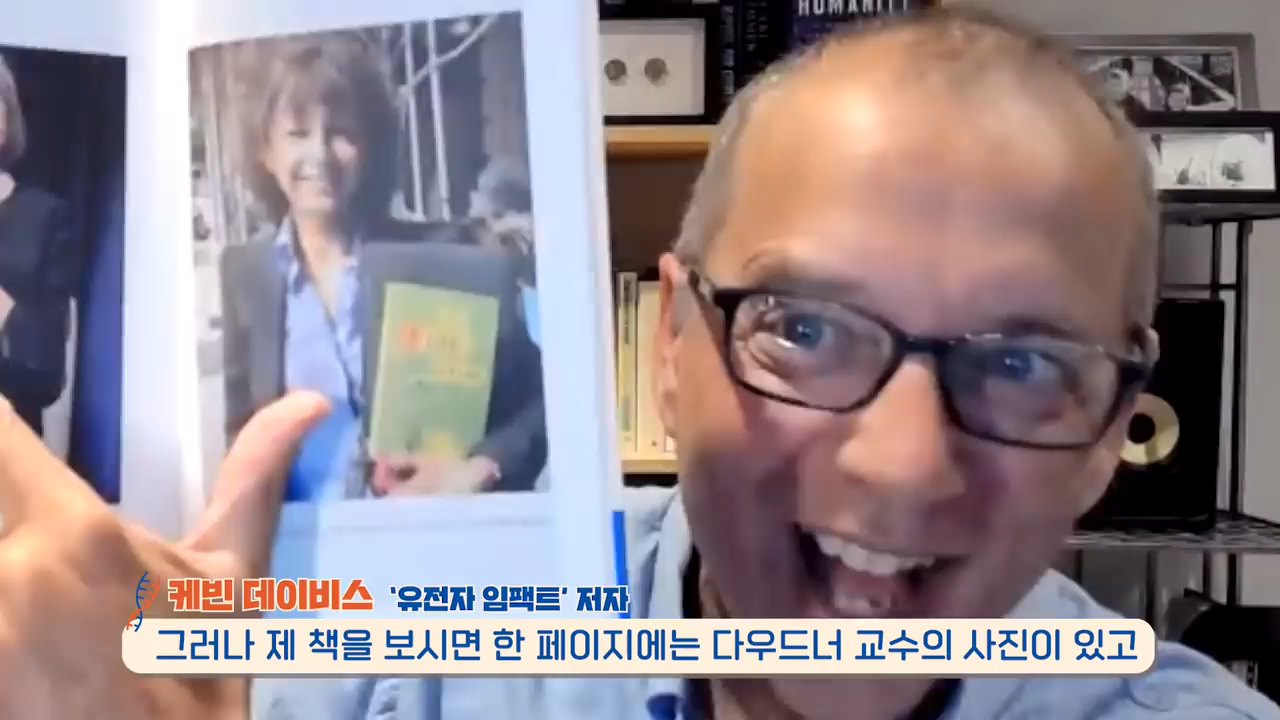 HUMANITY
케빈 데이비스 '유전자 임팩트' 저자
그러나 제 책을 보시면 한 페이지에는 다우드너 교수의 사진이 있고